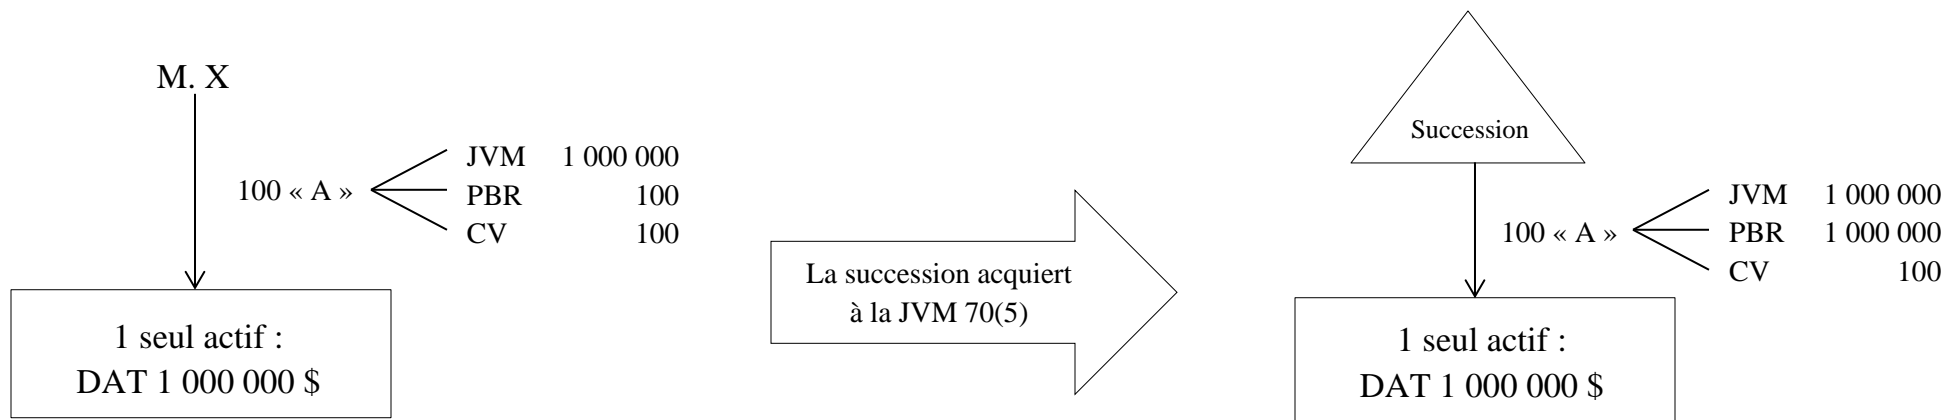 M. X
100 « A »
JVM 1 000 000
PBR 100
CV 100
1 seul actif :
DAT 1 000 000 $
La succession acquiert
à la JVM 70(5)
Succession
100 « A »
JVM 1 000 000
PBR 1 000 000
CV 100
1 seul actif :
DAT 1 000 000 $